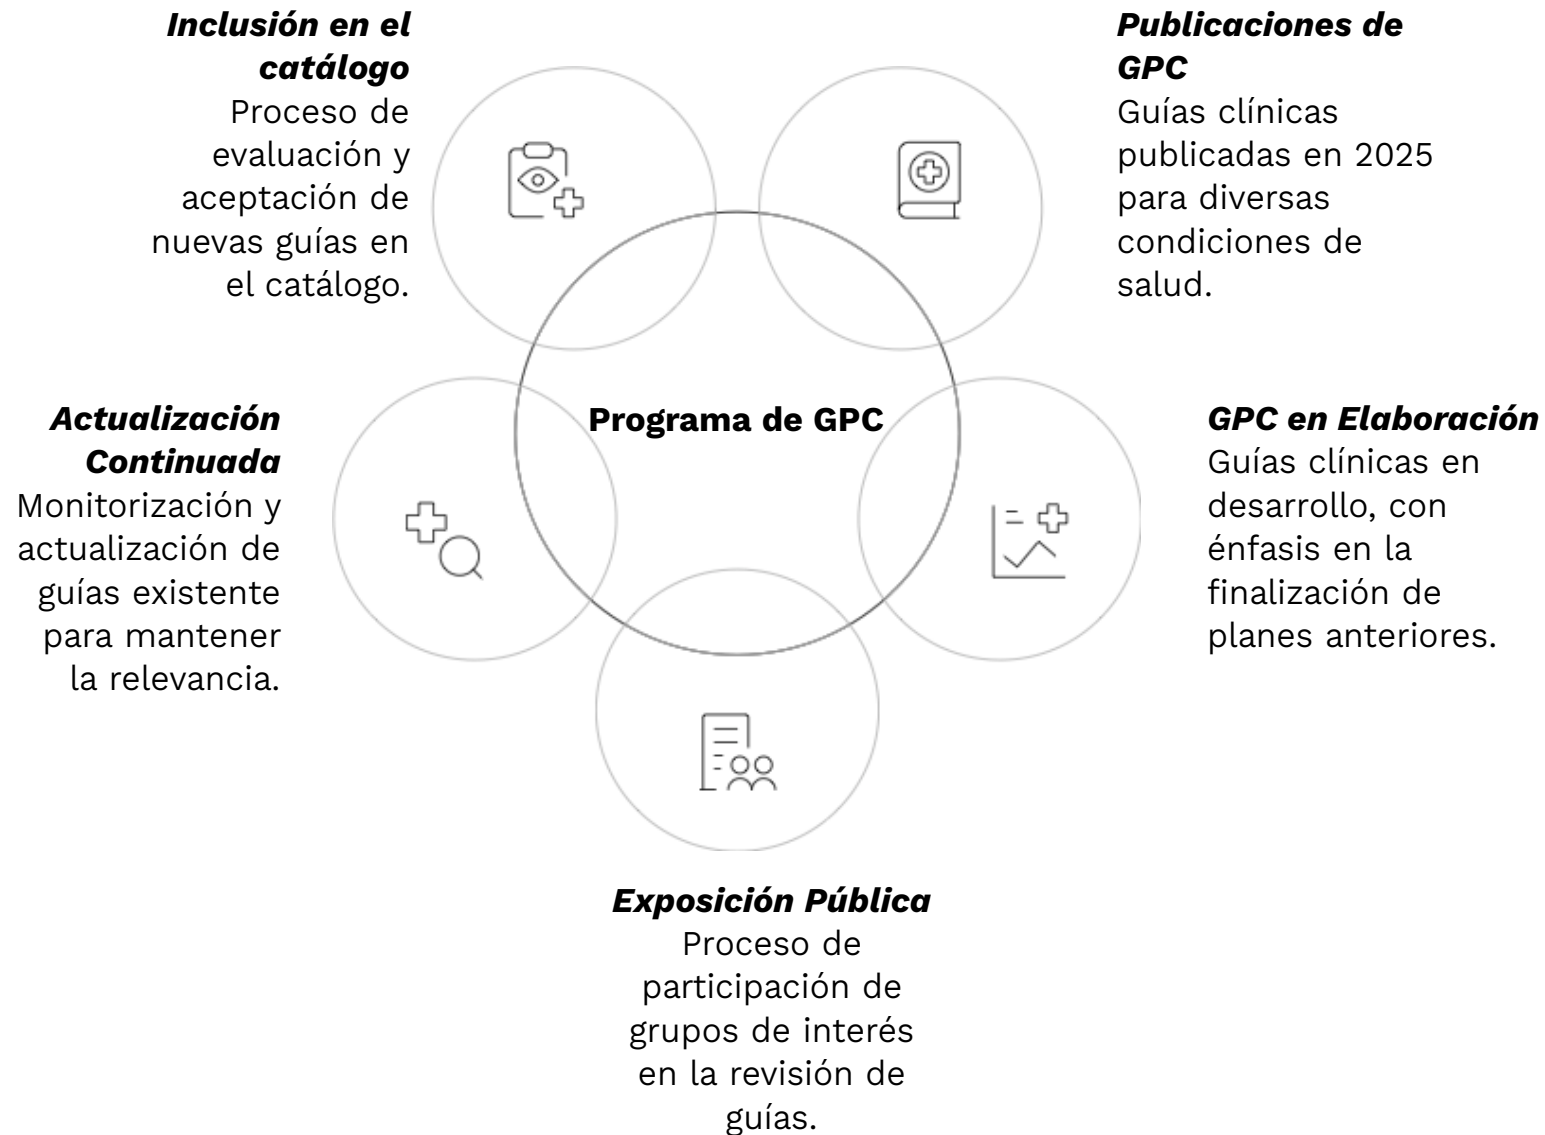 Inclusión en el
catálogo
Proceso de
evaluación y
aceptación de
nuevas guías en
el catálogo.
Publicaciones de
GPC
Guías clínicas
publicadas en 2025
para diversas
condiciones de
salud.
Programa de GPC
Actualización
Continuada
Monitorización y
actualización de
guías existente
para mantener
la relevancia.
GPC en Elaboración
Guías clínicas en
desarrollo, con
énfasis en la
finalización de
planes anteriores.
Exposición Pública
Proceso de
participación de
grupos de interés
en la revisión de
guías.